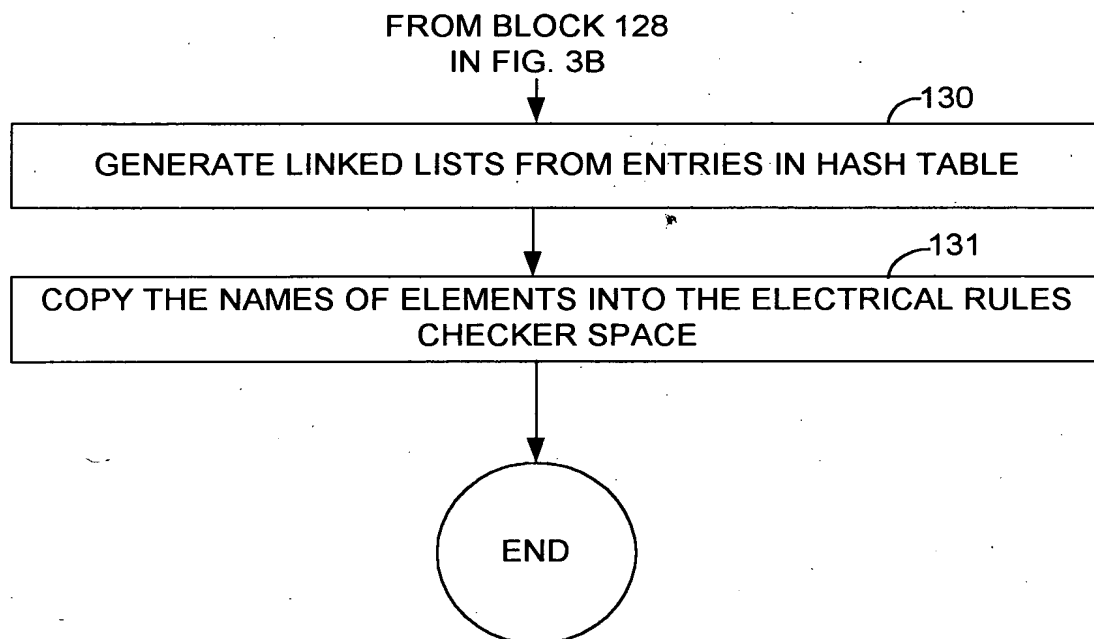 FROM BLOCK 128
IN FIG. 3B
130
GENERATE LINKED LISTS FROM ENTRIES IN HASH TABLE
131
COPY THE NAMES OF ELEMENTS INTO THE ELECTRICAL RULES
CHECKER SPACE
END